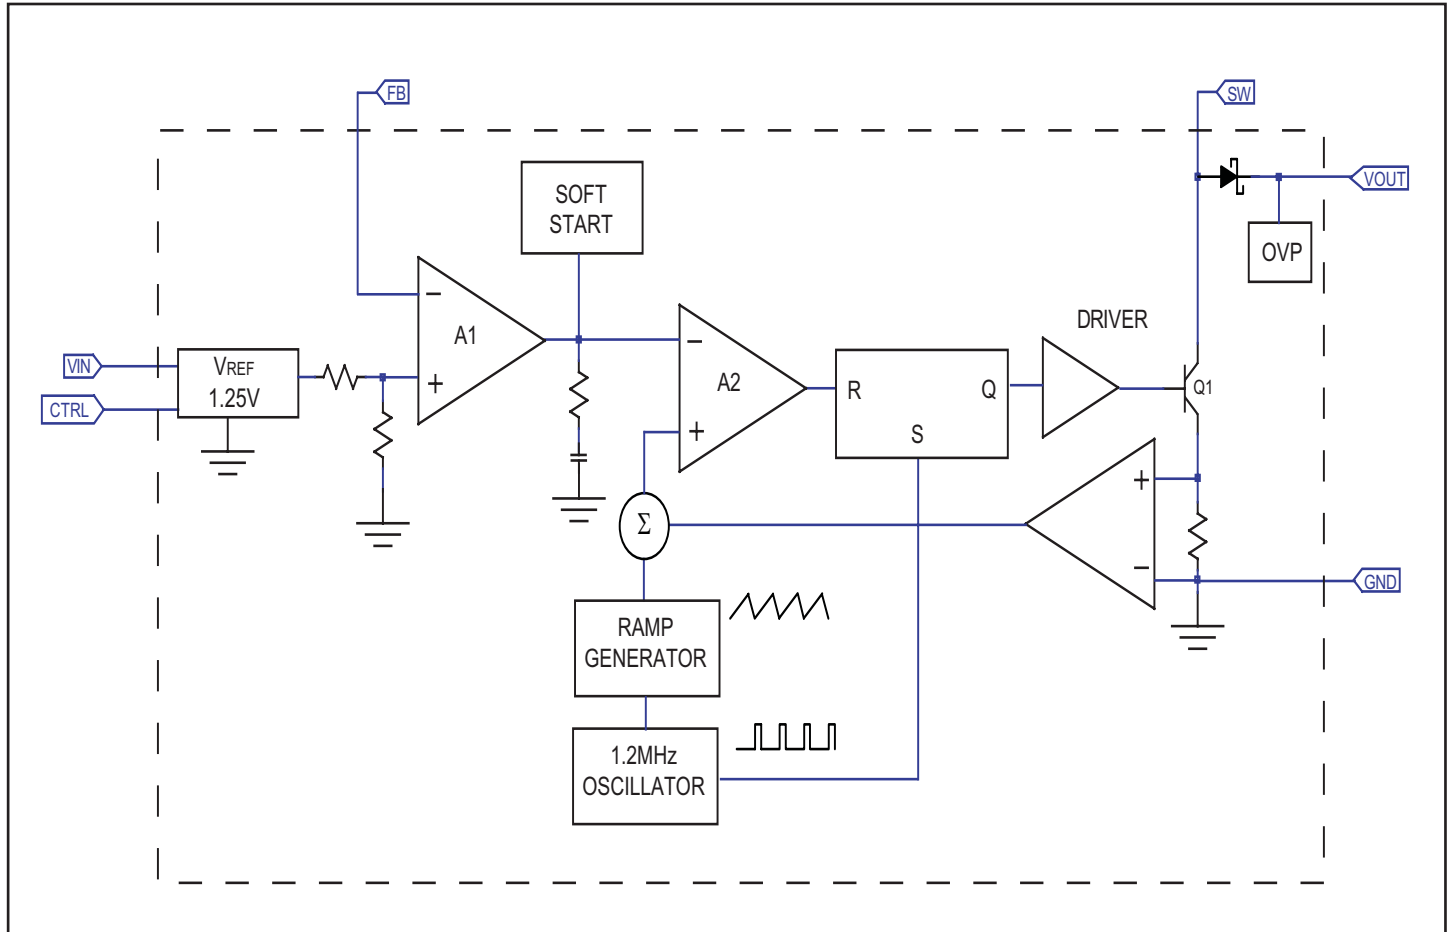 FB
SW
SOFT
START
VOUT
OVP
DRIVER
−
A1
+
VIN
CTRL
VREF
1.25V
−
A2
+
R
Q
S
Q1
+
−
Σ
GND
RAMP
GENERATOR
1.2MHz
OSCILLATOR